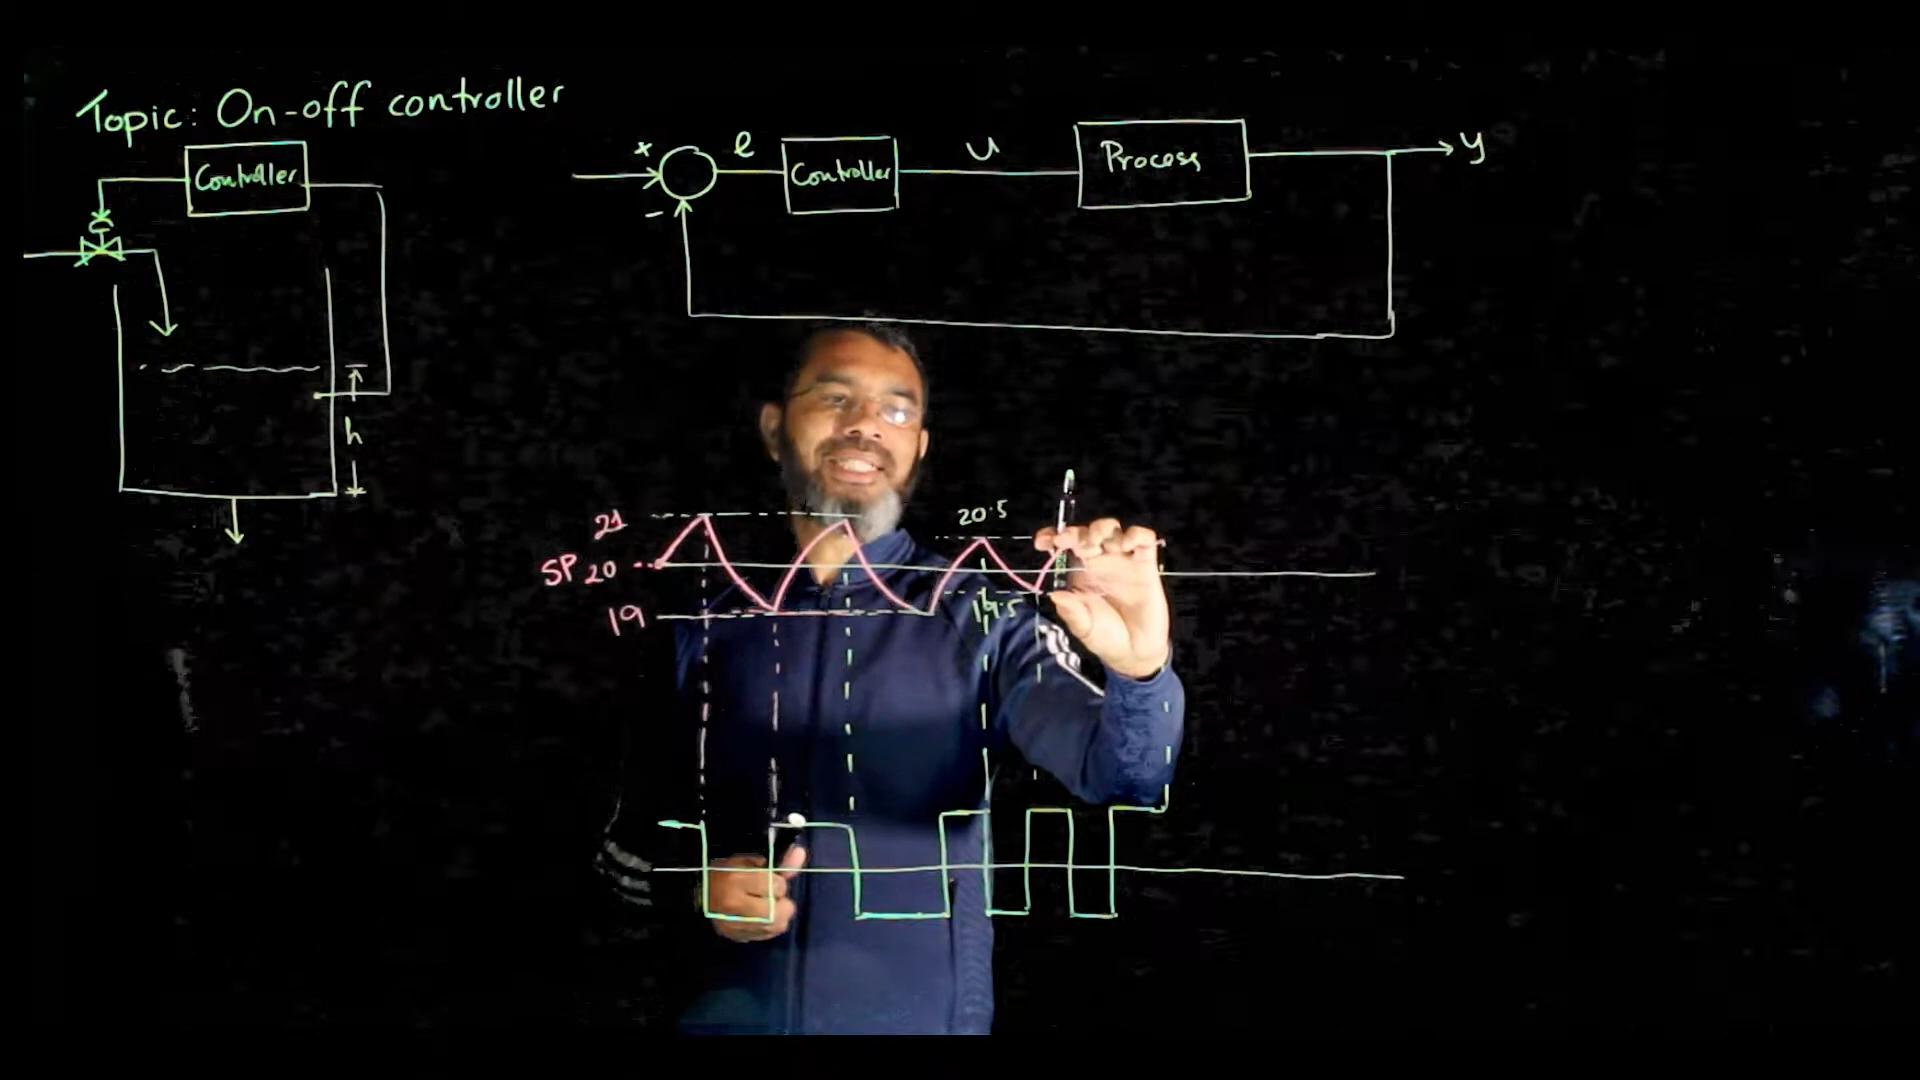 Topic: On-off controller
Controller
h
+
-
e
Controller
u
Process
y
21
SP 20
19
20.5
19.5